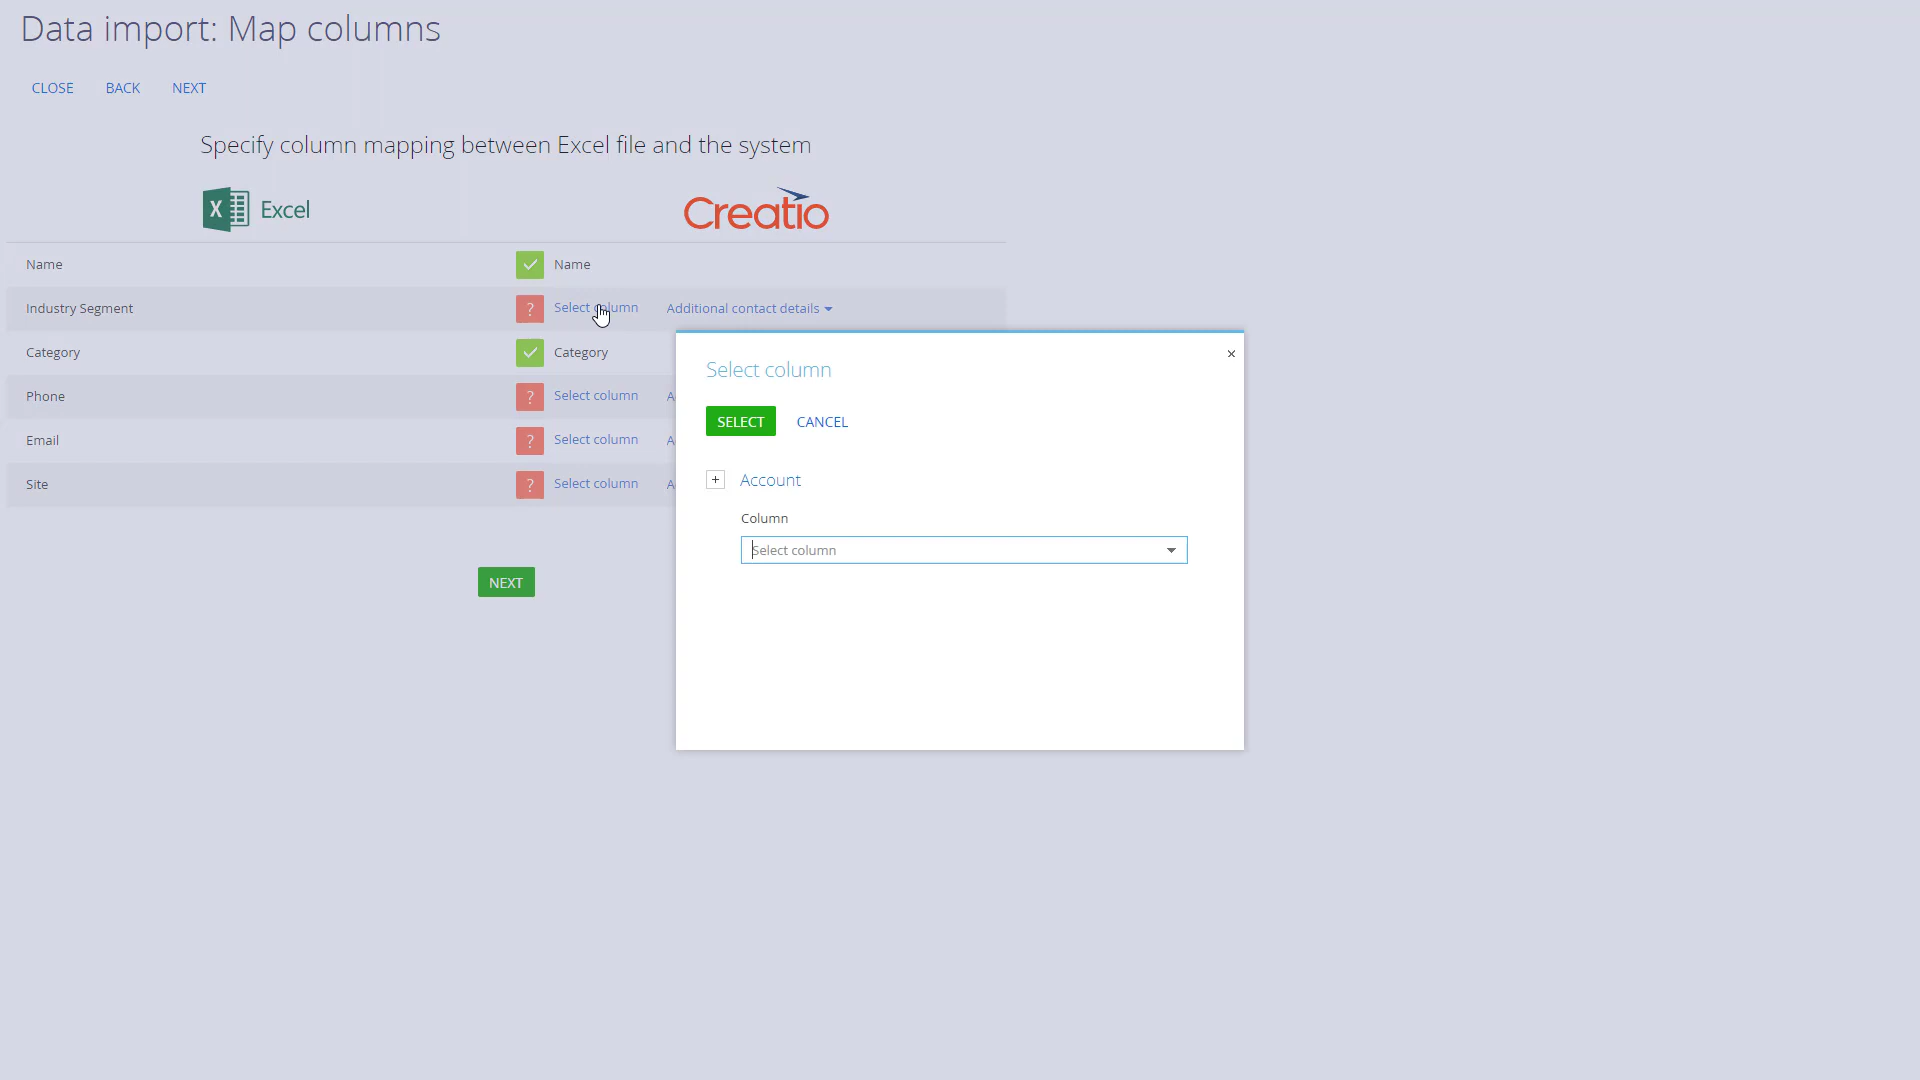 Data import: Map columns
CLOSE BACK NEXT
Specify column mapping between Excel file and the system
X Excel Creatio
Name Name
Industry Segment ? Select column Additional contact details
Category Category
Phone ? Select column A
Email ? Select column A
Site ? Select column A
NEXT
Select column
SELECT CANCEL
+ Account
Column
Select column